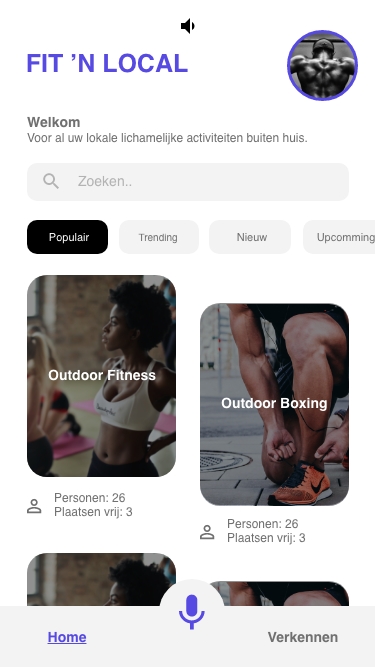 FIT ’N LOCAL
Welkom
Voor al uw lokale lichamelijke activiteiten buiten huis.
Zoeken..
Populair
Trending
Nieuw
Upcomming
Outdoor Fitness
Outdoor Boxing
Personen: 26
Plaatsen vrij: 3
Personen: 26
Plaatsen vrij: 3
Home
Verkennen